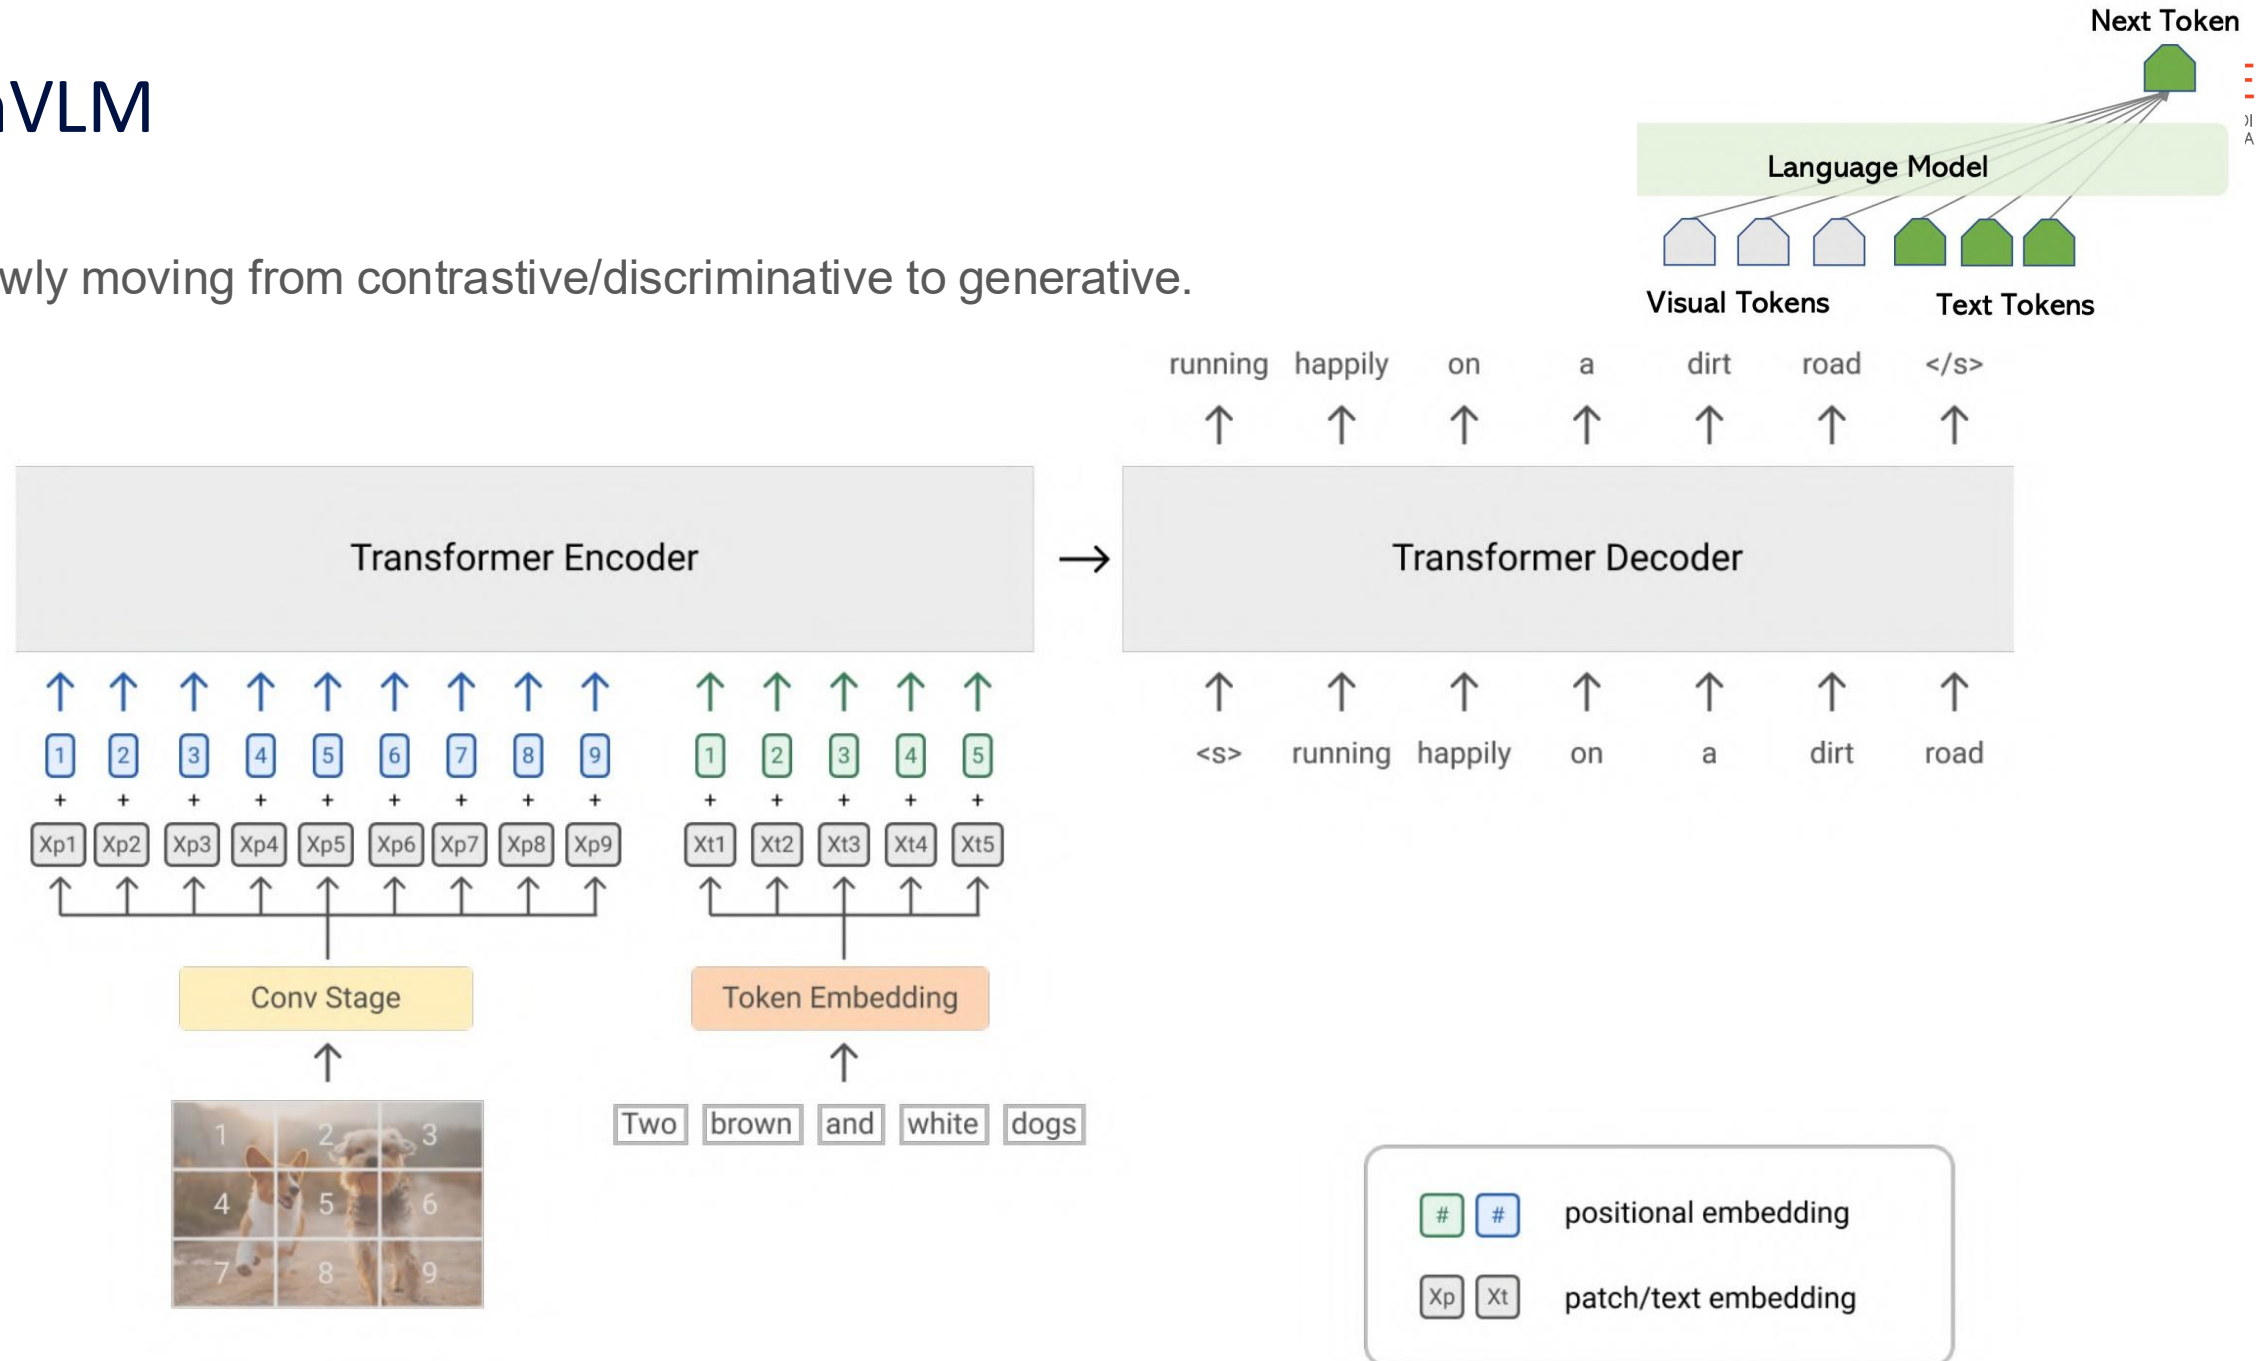 Next Token
VLM
Language Model
moving from contrastive/discriminative to generative.
Visual Tokens Text Tokens
running happily on a dirt road </s>
Transformer Encoder Transformer Decoder
1 2 3 4 5 6 7 8 9 1 2 3 4 5 <s> running happily on a dirt road
+ + + + + + + + + + + + + +
Xp1 Xp2 Xp3 Xp4 Xp5 Xp6 Xp7 Xp8 Xp9 Xt1 Xt2 Xt3 Xt4 Xt5
Conv Stage Token Embedding
Two brown and white dogs
1 2 3
4 5 6
7 8 9
# # positional embedding
Xp Xt patch/text embedding